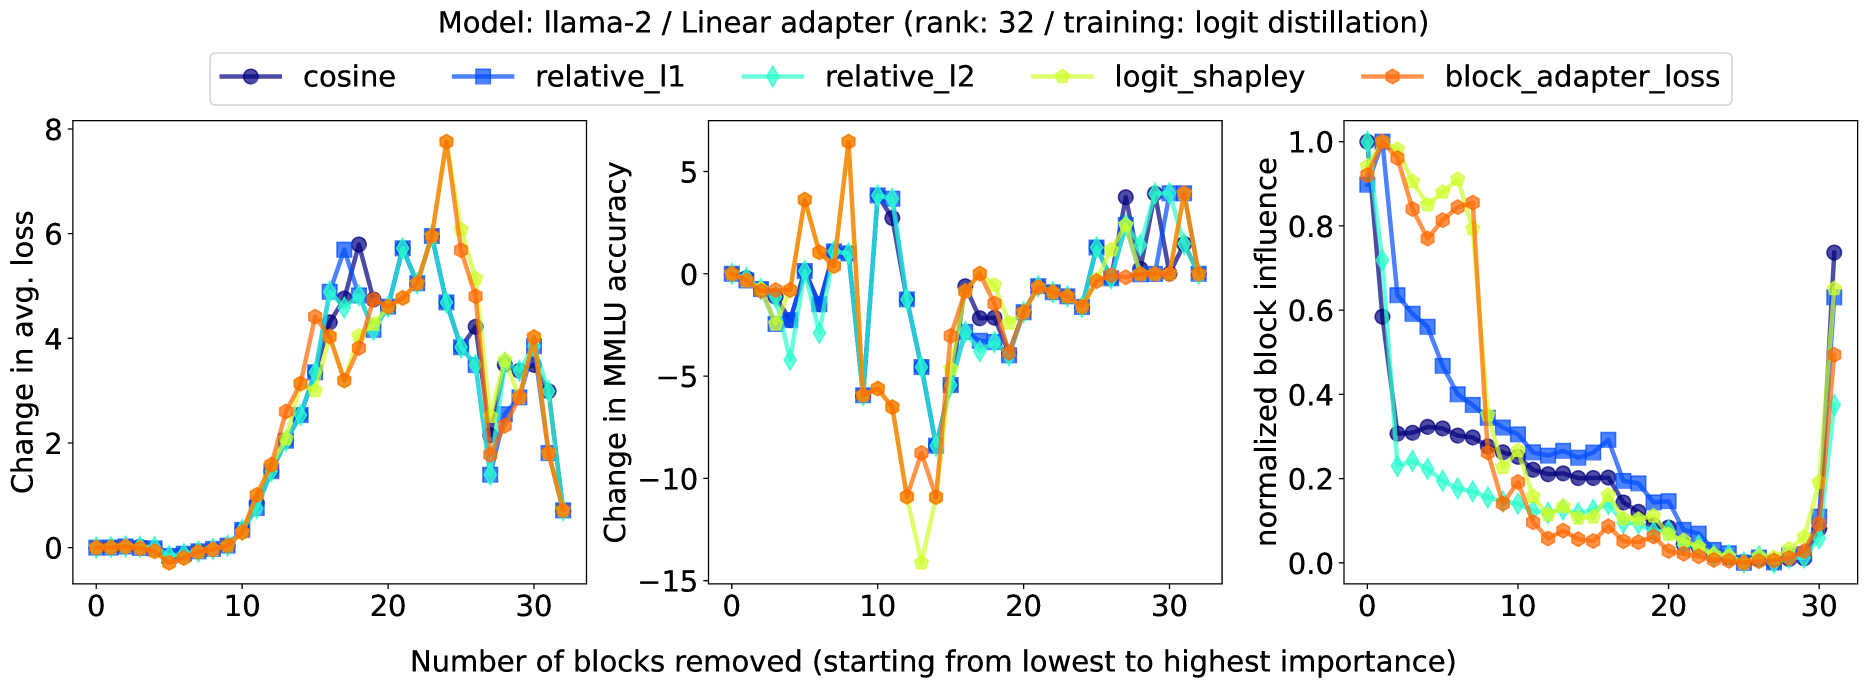 Model: llama-2 / Linear adapter (rank: 32 / training: logit distillation)
cosine relative_l1 relative_l2 logit_shapley block_adapter_loss
Change in avg. loss
8
6
4
2
0
0 10 20 30
Change in MMLU accuracy
5
0
−5
−10
−15
0 10 20 30
normalized block influence
1.0
0.8
0.6
0.4
0.2
0.0
0 10 20 30
Number of blocks removed (starting from lowest to highest importance)